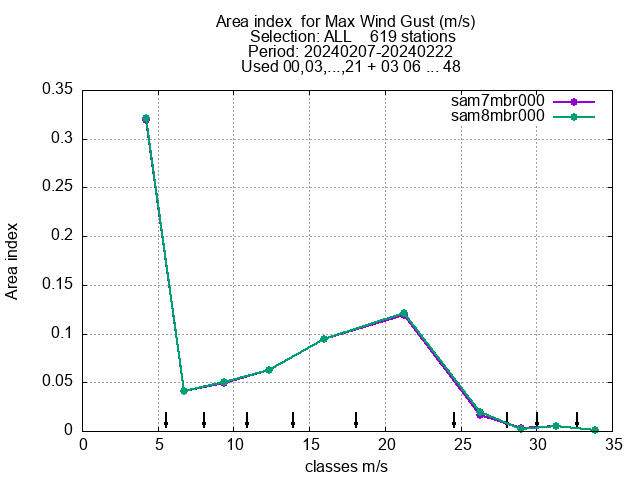 Area index  for Max Wind Gust (m/s)
Selection: ALL    619 stations
Period: 20240207-20240222
Used 00,03,...,21 + 03 06 ... 48
sam7mbr000
sam8mbr000
0.35
0.3
0.25
0.2
0.15
0.1
0.05
0
Area index
0 5 10 15 20 25 30 35
classes m/s